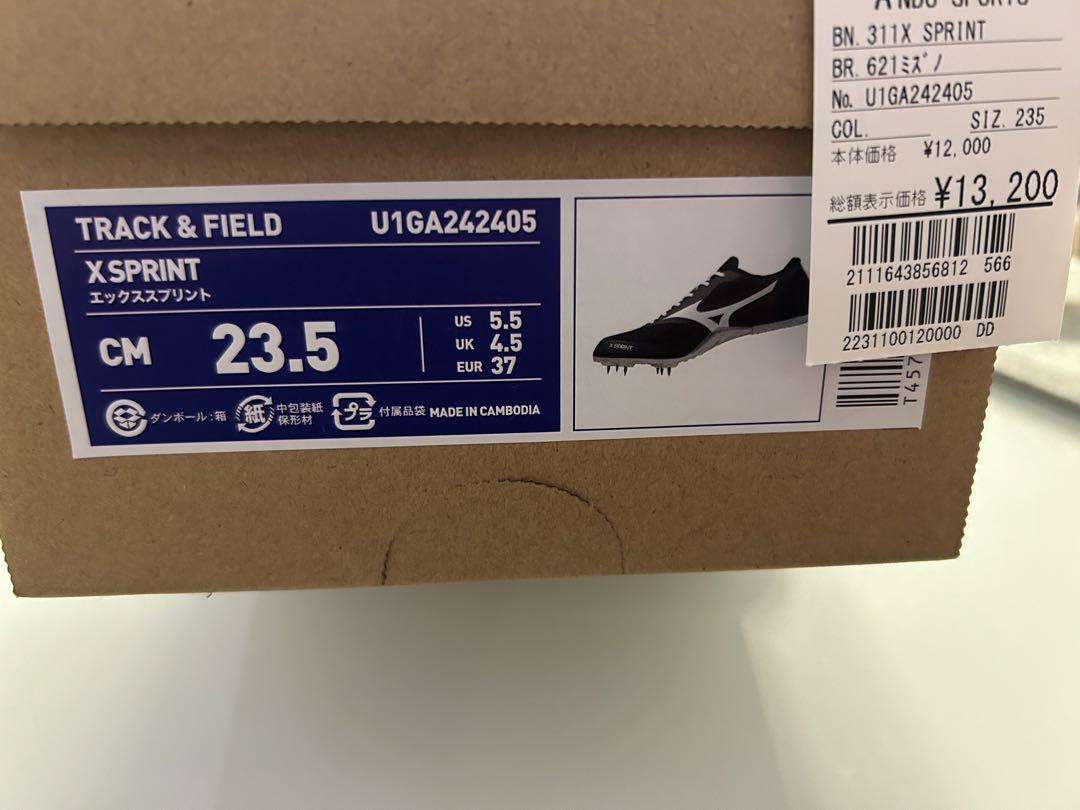 TRACK & FIELD U1GA242405
X SPRINT
エックススプリント
CM 23.5
US 5.5
UK 4.5
EUR 37
ダンボール:箱 紙 中包装紙 保形材 プラ 付属品袋 MADE IN CAMBODIA
X SPRINT
ANDO SPORTS
BN. 311X SPRINT
BR. 621ミズノ
No. U1GA242405
COL. SIZ. 235
本体価格 ¥12,000
総額表示価格 ¥13,200
2111643856812 566
2231100120000 DD
T457